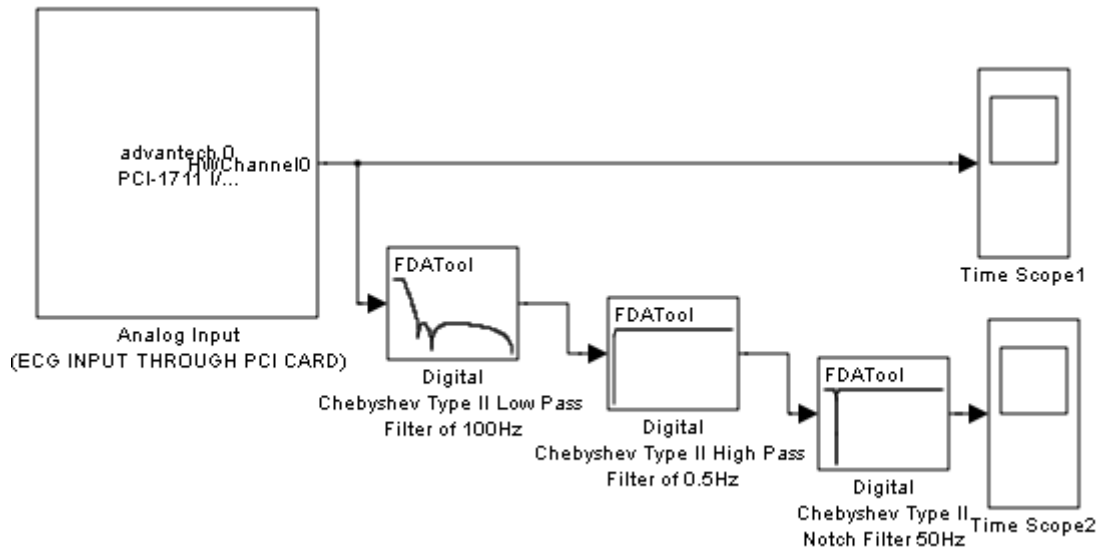 advantech 0
HWChannel0
PCI-1711 I/...
Analog Input
(ECG INPUT THROUGH PCI CARD)
Time Scope1
FDATool
Digital
Chebyshev Type II Low Pass
Filter of 100Hz
FDATool
Digital
Chebyshev Type II High Pass
Filter of 0.5Hz
FDATool
Digital
Chebyshev Type II
Notch Filter 50Hz
Time Scope2